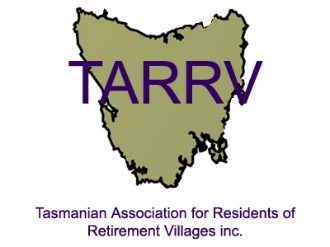 TARRV
Tasmanian Association for Residents of
Retirement Villages inc.